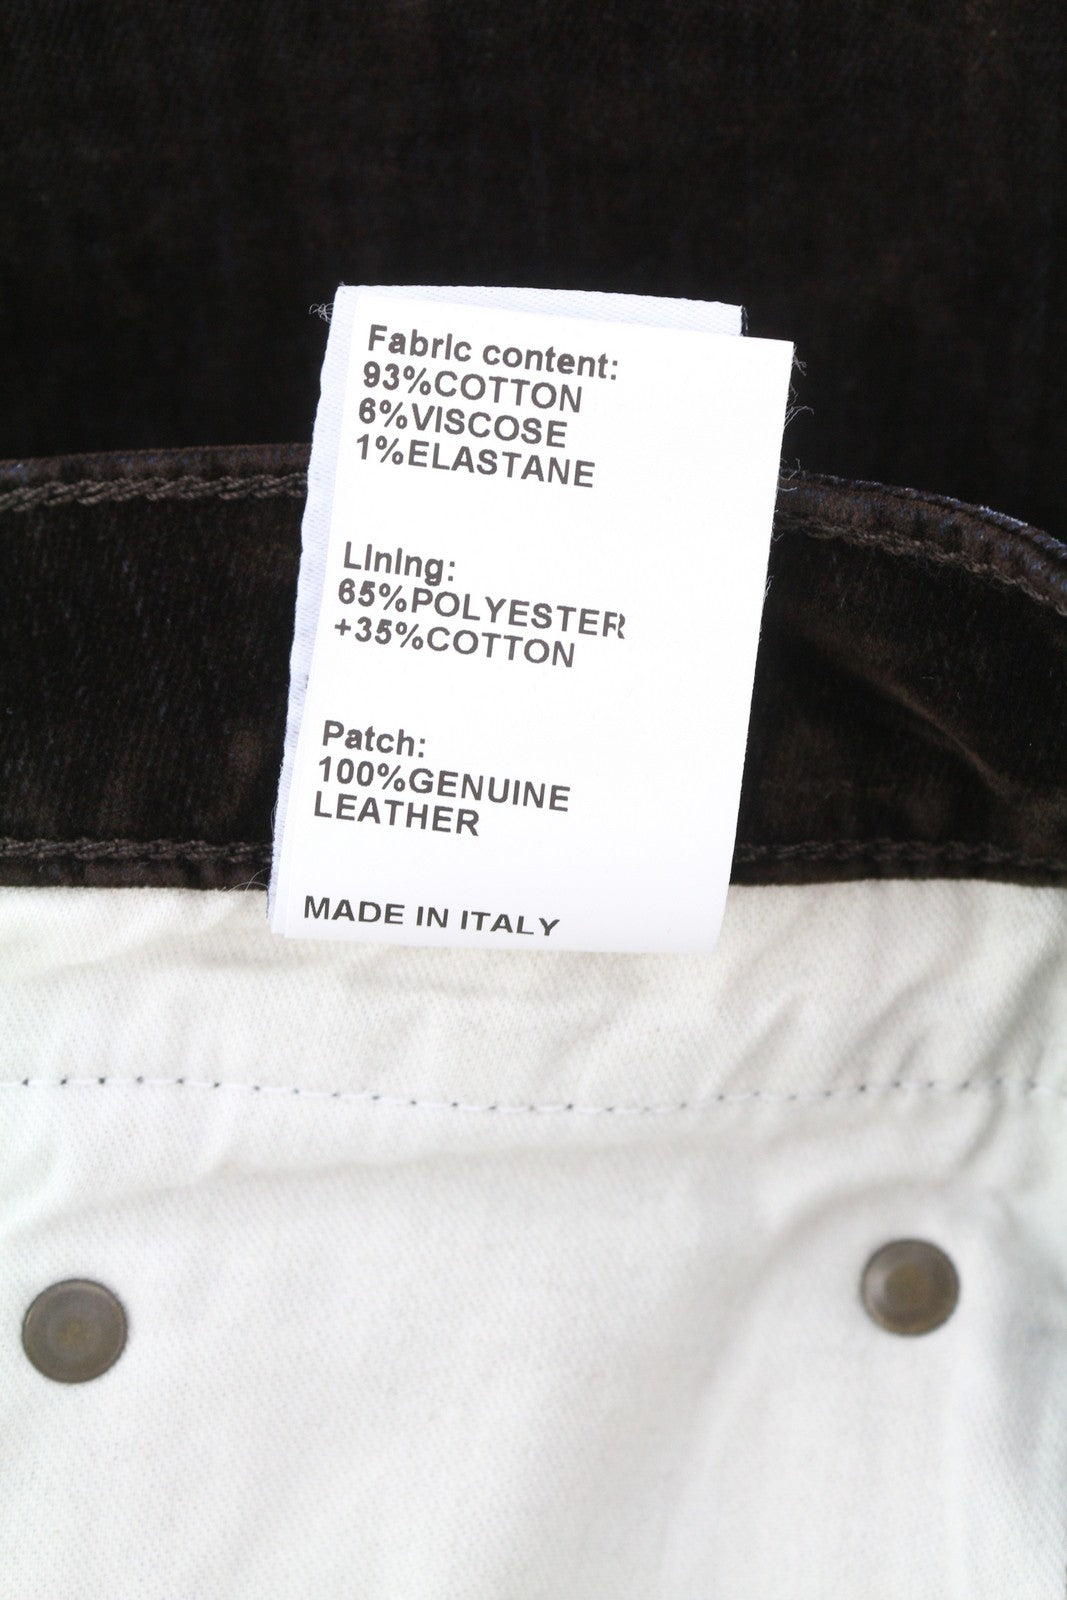 Fabric content:
93%COTTON
6%VISCOSE
1%ELASTANE
Lining:
65%POLYESTER
+35%COTTON
Patch:
100%GENUINE
LEATHER
MADE IN ITALY